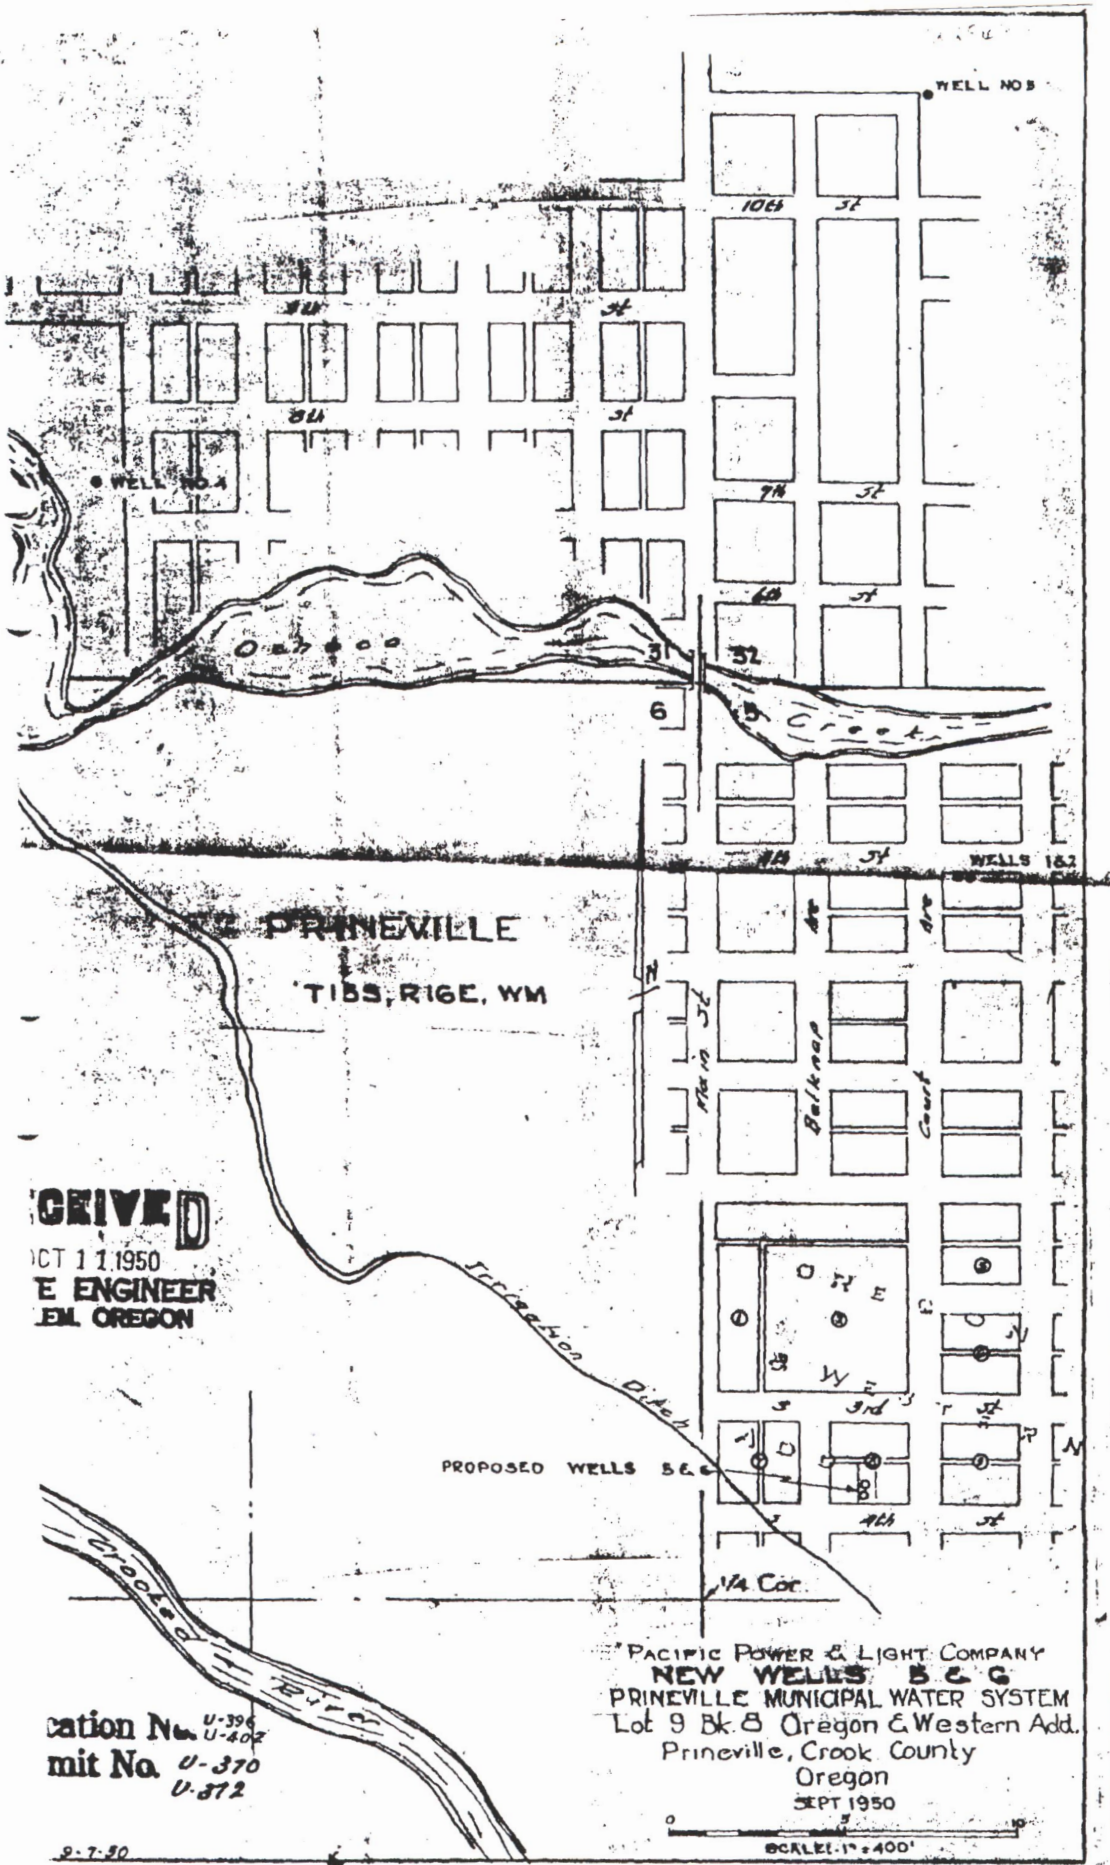 WELL NO 5
10th St
9th St
8th St
WELL NO. 4
7th St
6th St
Ochoco
31 32
6 5
Creek
4th St
WELLS 1&2
Ave Ave
PRINEVILLE
T15S, R16E, WM
N
Main St
Belknap
Court
CEIVED
OCT 11 1950
E ENGINEER
EM. OREGON
Irrigation Ditch
3rd St
PROPOSED WELLS 5 & 6
4th St
1/4 Cor.
Crooked River
PACIFIC POWER & LIGHT COMPANY
NEW WELLS 5 & 6
PRINEVILLE MUNICIPAL WATER SYSTEM
Lot 9 Bk. 8 Oregon & Western Add.
Prineville, Crook County
Oregon
SEPT 1950
0 5 10
SCALE:-1"=400'
cation No. U-396
U-402
mit No. U-370
U-372
9-7-50